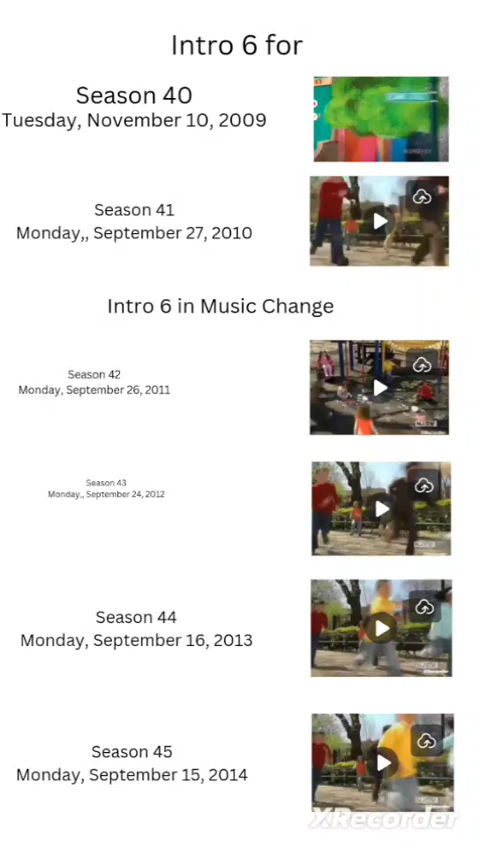 Intro 6 for
Season 40
Tuesday, November 10, 2009
Season 41
Monday,, September 27, 2010
Intro 6 in Music Change
Season 42
Monday, September 26, 2011
Season 43
Monday,, September 24, 2012
Season 44
Monday, September 16, 2013
Season 45
Monday, September 15, 2014
XRecorder